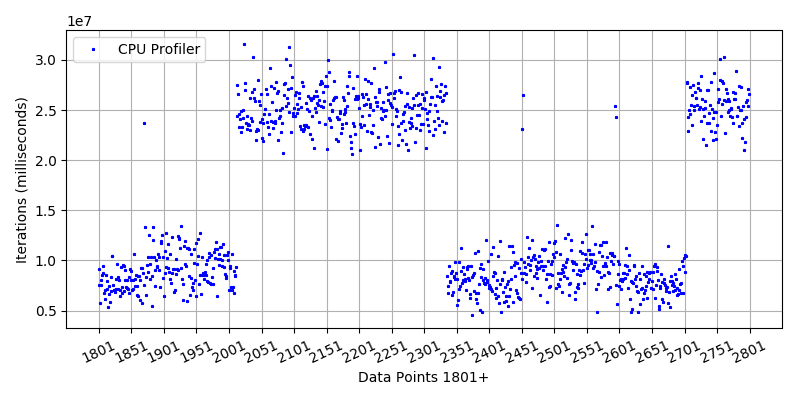 1e7
CPU Profiler
3.0
2.5
2.0
1.5
1.0
0.5
Iterations (milliseconds)
1801 1851 1901 1951 2001 2051 2101 2151 2201 2251 2301 2351 2401 2451 2501 2551 2601 2651 2701 2751 2801
Data Points 1801+